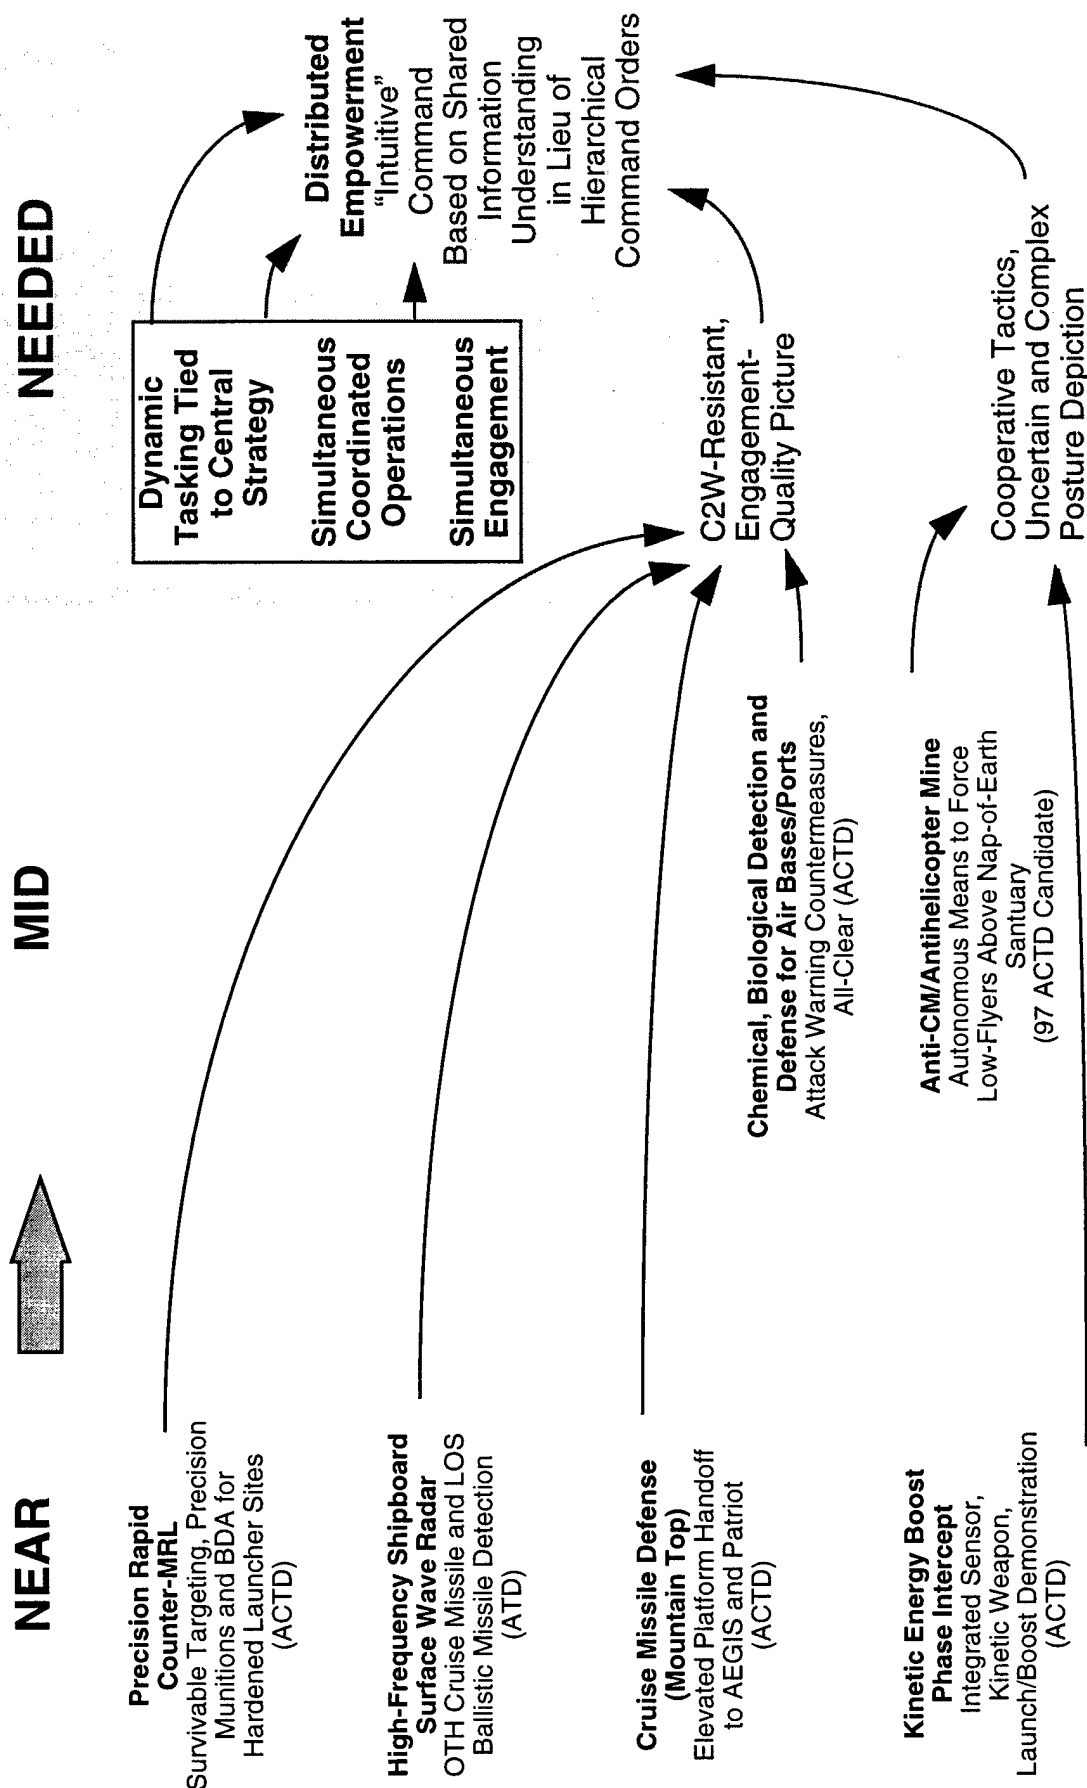 NEAR
MID
NEEDED
Precision Rapid
Counter-MRL
Survivable Targeting, Precision
Munitions and BDA for
Hardened Launcher Sites
(ACTD)
High-Frequency Shipboard
Surface Wave Radar
OTH Cruise Missile and LOS
Ballistic Missile Detection
(ATD)
Cruise Missile Defense
(Mountain Top)
Elevated Platform Handoff
to AEGIS and Patriot
(ACTD)
Kinetic Energy Boost
Phase Intercept
Integrated Sensor,
Kinetic Weapon,
Launch/Boost Demonstration
(ACTD)
Chemical, Biological Detection and
Defense for Air Bases/Ports
Attack Warning Countermeasures,
All-Clear (ACTD)
Anti-CM/Antihelicopter Mine
Autonomous Means to Force
Low-Flyers Above Nap-of-Earth
Santuary
(97 ACTD Candidate)
Dynamic
Tasking Tied
to Central
Strategy
Simultaneous
Coordinated
Operations
Simultaneous
Engagement
C2W-Resistant,
Engagement-
Quality Picture
Cooperative Tactics,
Uncertain and Complex
Posture Depiction
Distributed
Empowerment
“Intuitive”
Command
Based on Shared
Information
Understanding
in Lieu of
Hierarchical
Command Orders